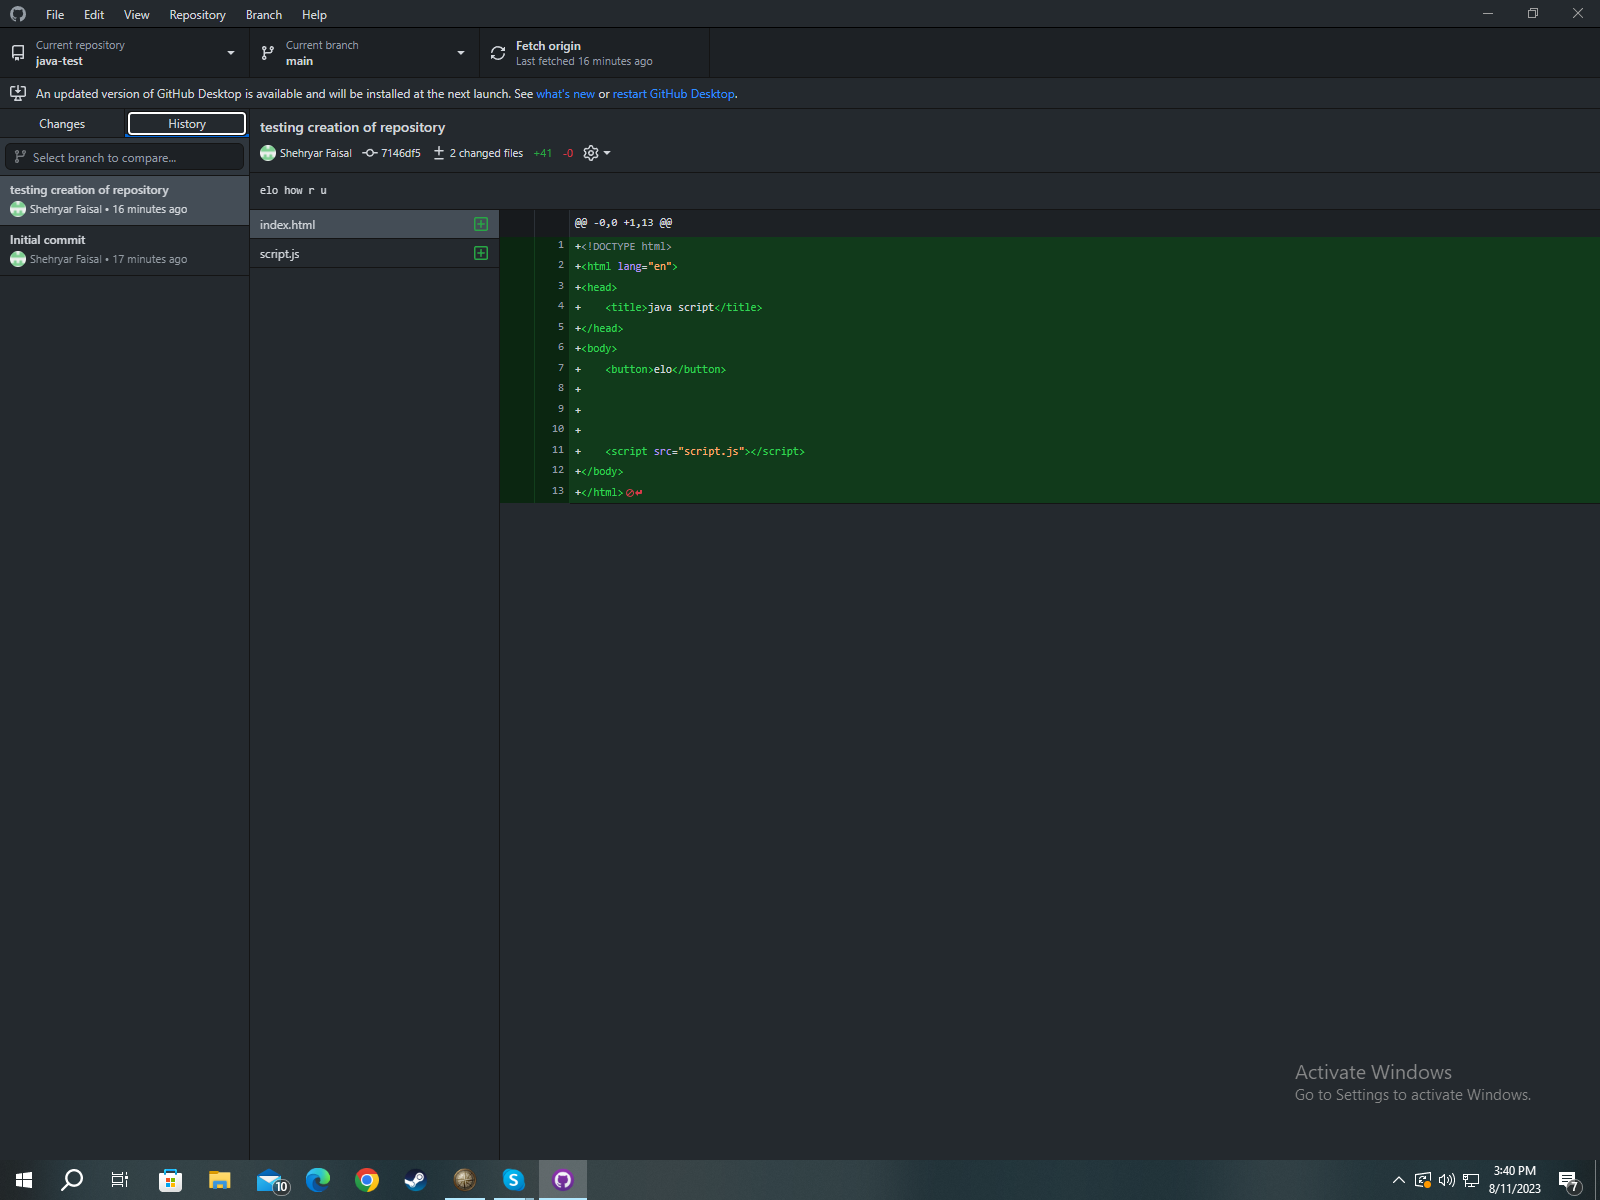 File Edit View Repository Branch Help
Current repository
java-test
Current branch
main
Fetch origin
Last fetched 16 minutes ago
An updated version of GitHub Desktop is available and will be installed at the next launch. See what's new or restart GitHub Desktop.
Changes
History
Select branch to compare...
testing creation of repository
Shehryar Faisal • 16 minutes ago
Initial commit
Shehryar Faisal • 17 minutes ago
testing creation of repository
Shehryar Faisal 7146df5 2 changed files +41 -0
elo how r u
index.html
script.js
@@ -0,0 +1,13 @@
1 +<!DOCTYPE html>
2 +<html lang="en">
3 +<head>
4 +    <title>java script</title>
5 +</head>
6 +<body>
7 +    <button>elo</button>
8 +
9 +
10 +
11 +    <script src="script.js"></script>
12 +</body>
13 +</html>
Activate Windows
Go to Settings to activate Windows.
10
S
3:40 PM
8/11/2023
7